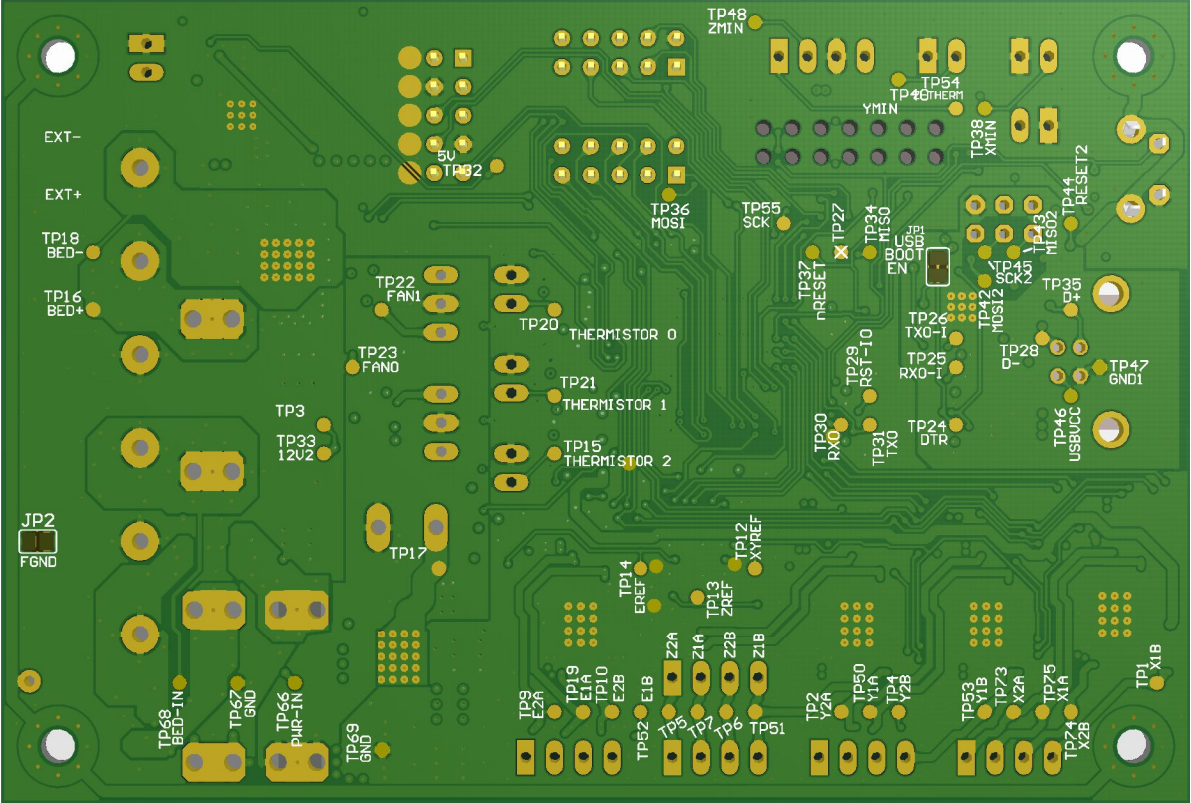 TP48
ZMIN
TP54
YMIN
TP38
XMIN
EXT-
5V
TP32
TP44
RESET2
EXT+
TP36
MOSI
TP55
SCK
TP37
nRESET
TP27
TP34
MISO
JP1
USB
BOOT
EN
TP43
MISO2
TP45
SCK2
TP42
MOSI2
TP35
D+
TP18
BED-
TP16
BED+
TP22
FAN1
TP20
THERMISTOR 0
TP26
TX0-I
TP25
RX0-I
TP28
D-
TP47
GND1
TP23
FAN0
TP29
RST-IO
TP21
THERMISTOR 1
TP3
TP33
12V2
TP15
THERMISTOR 2
TP30
RX0
TP31
TX0
TP24
DTR
TP46
USBVCC
JP2
FGND
TP17
TP14
EREF
TP13
ZREF
TP12
XYREF
Z2A
Z1A
Z2B
Z1B
TP68
BED-IN
TP67
GND
TP66
PWR-IN
TP69
GND
TP9
E2A
TP19
E1A
TP10
E2B
TP52
E1B
TP5
TP7
TP6
TP51
TP2
Y2A
TP50
Y1A
TP4
Y2B
TP53
Y1B
TP73
X2A
TP75
X1A
TP74
X2B
TP1
X1B